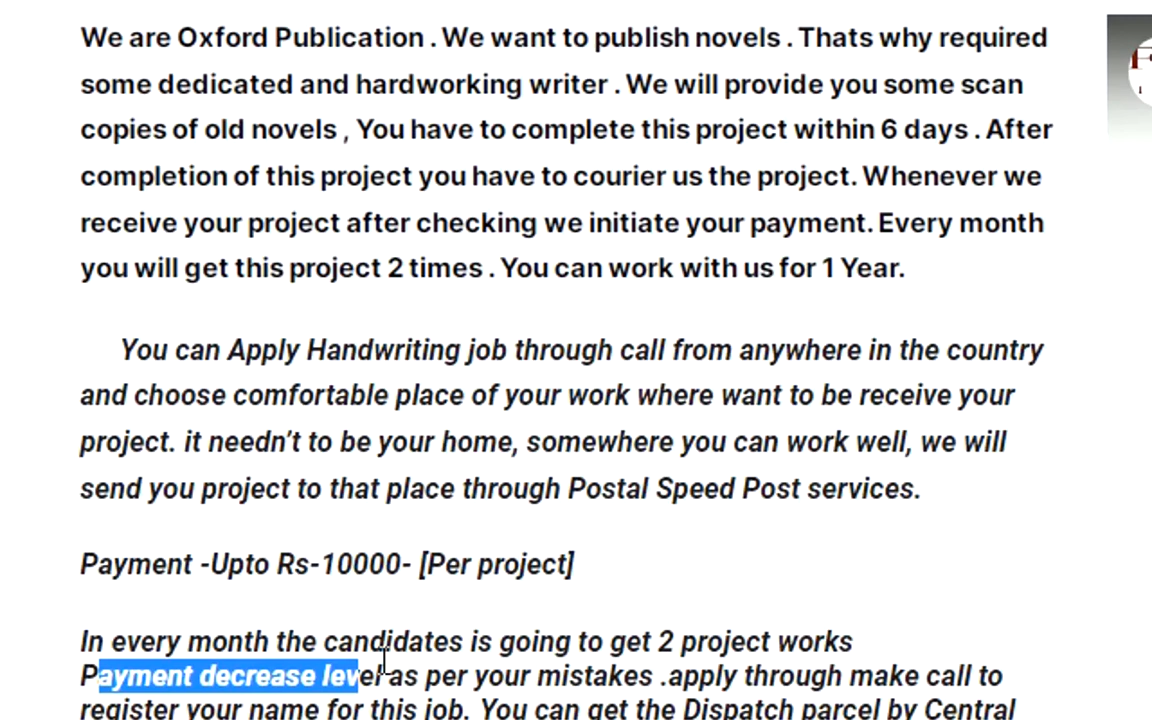 We are Oxford Publication . We want to publish novels . Thats why required
some dedicated and hardworking writer . We will provide you some scan
copies of old novels , You have to complete this project within 6 days . After
completion of this project you have to courier us the project. Whenever we
receive your project after checking we initiate your payment. Every month
you will get this project 2 times . You can work with us for 1 Year.
You can Apply Handwriting job through call from anywhere in the country
and choose comfortable place of your work where want to be receive your
project. it needn’t to be your home, somewhere you can work well, we will
send you project to that place through Postal Speed Post services.
Payment -Upto Rs-10000- [Per project]
In every month the candidates is going to get 2 project works
Payment decrease level as per your mistakes .apply through make call to
register your name for this job. You can get the Dispatch parcel by Central